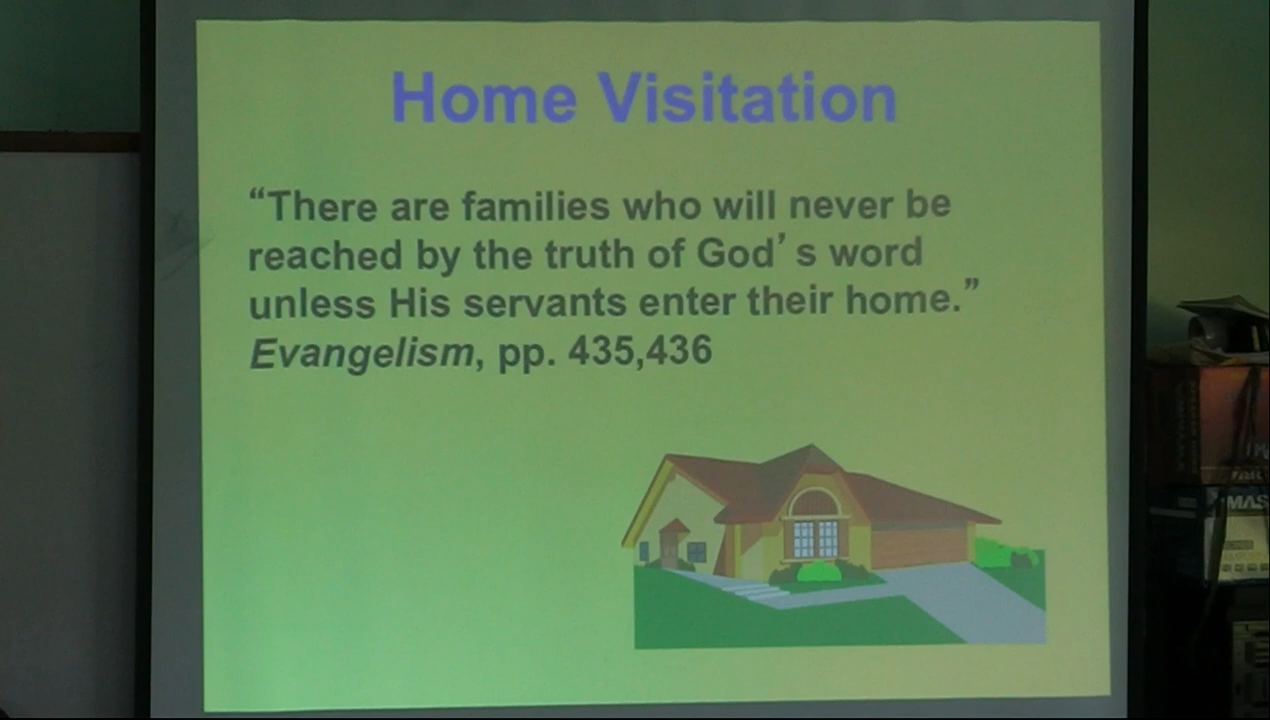 Home Visitation
“There are families who will never be
reached by the truth of God’ s word
unless His servants enter their home.”
Evangelism, pp. 435,436
MAS